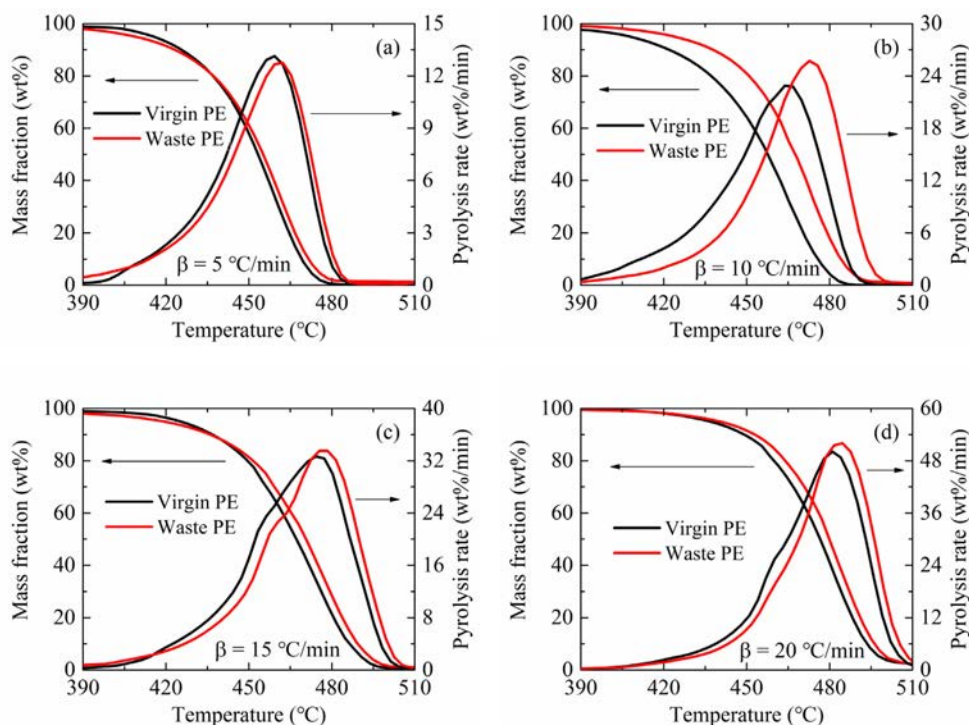 (a)
Mass fraction (wt%)
100
80
60
40
20
0
Virgin PE
Waste PE
β = 5 ℃/min
15
12
9
6
3
0
Pyrolysis rate (wt%/min)
390 420 450 480 510
Temperature (℃)
(b)
Mass fraction (wt%)
100
80
60
40
20
0
Virgin PE
Waste PE
β = 10 ℃/min
30
24
18
12
6
0
Pyrolysis rate (wt%/min)
390 420 450 480 510
Temperature (℃)
(c)
Mass fraction (wt%)
100
80
60
40
20
0
Virgin PE
Waste PE
β = 15 ℃/min
40
32
24
16
8
0
Pyrolysis rate (wt%/min)
390 420 450 480 510
Temperature (℃)
(d)
Mass fraction (wt%)
100
80
60
40
20
0
Virgin PE
Waste PE
β = 20 ℃/min
60
48
36
24
12
0
Pyrolysis rate (wt%/min)
390 420 450 480 510
Temperature (℃)